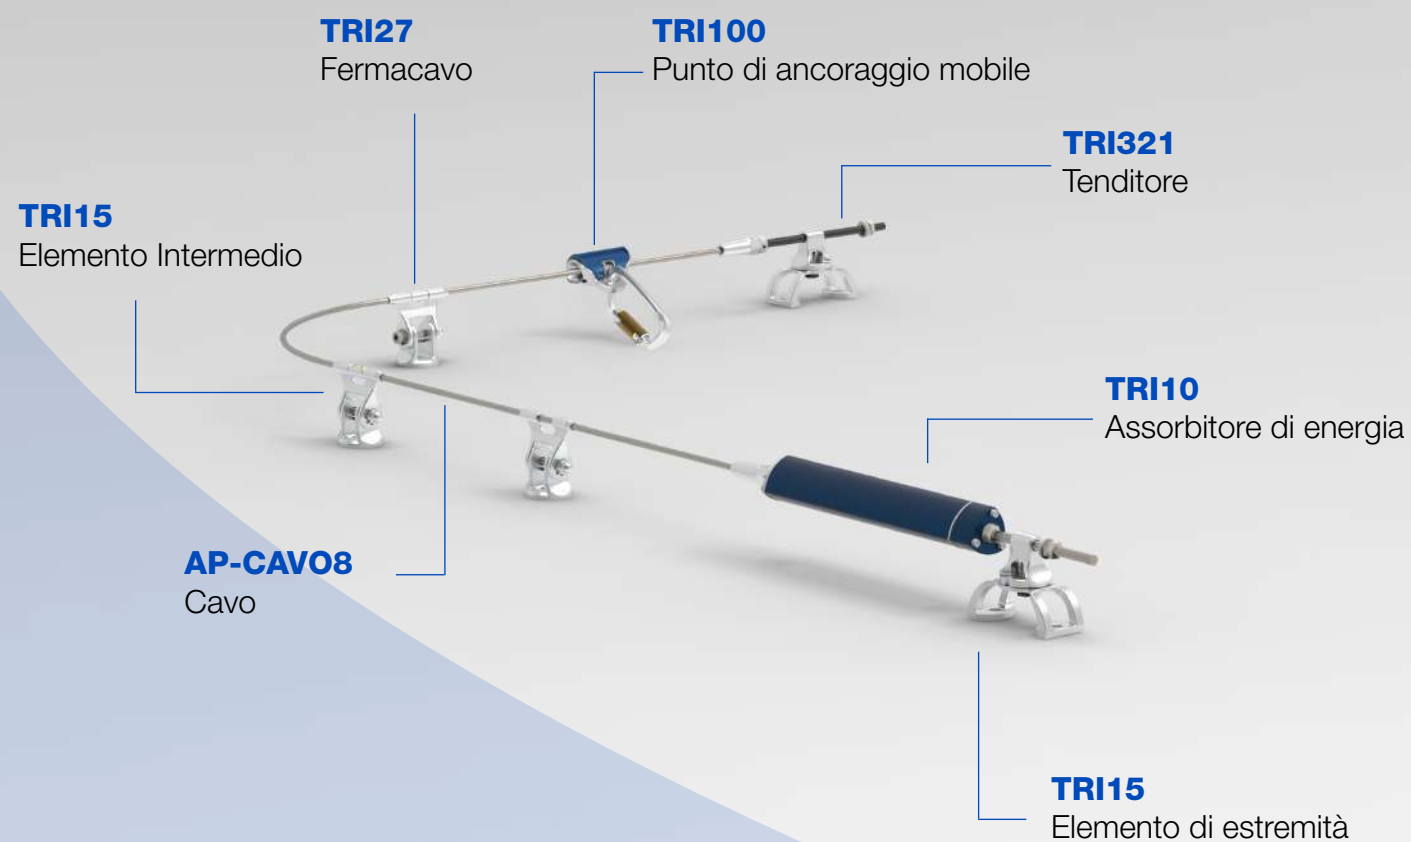 TRI27
Fermacavo
TRI100
Punto di ancoraggio mobile
TRI321
Tenditore
TRI15
Elemento Intermedio
TRI10
Assorbitore di energia
AP-CAVO8
Cavo
TRI15
Elemento di estremità